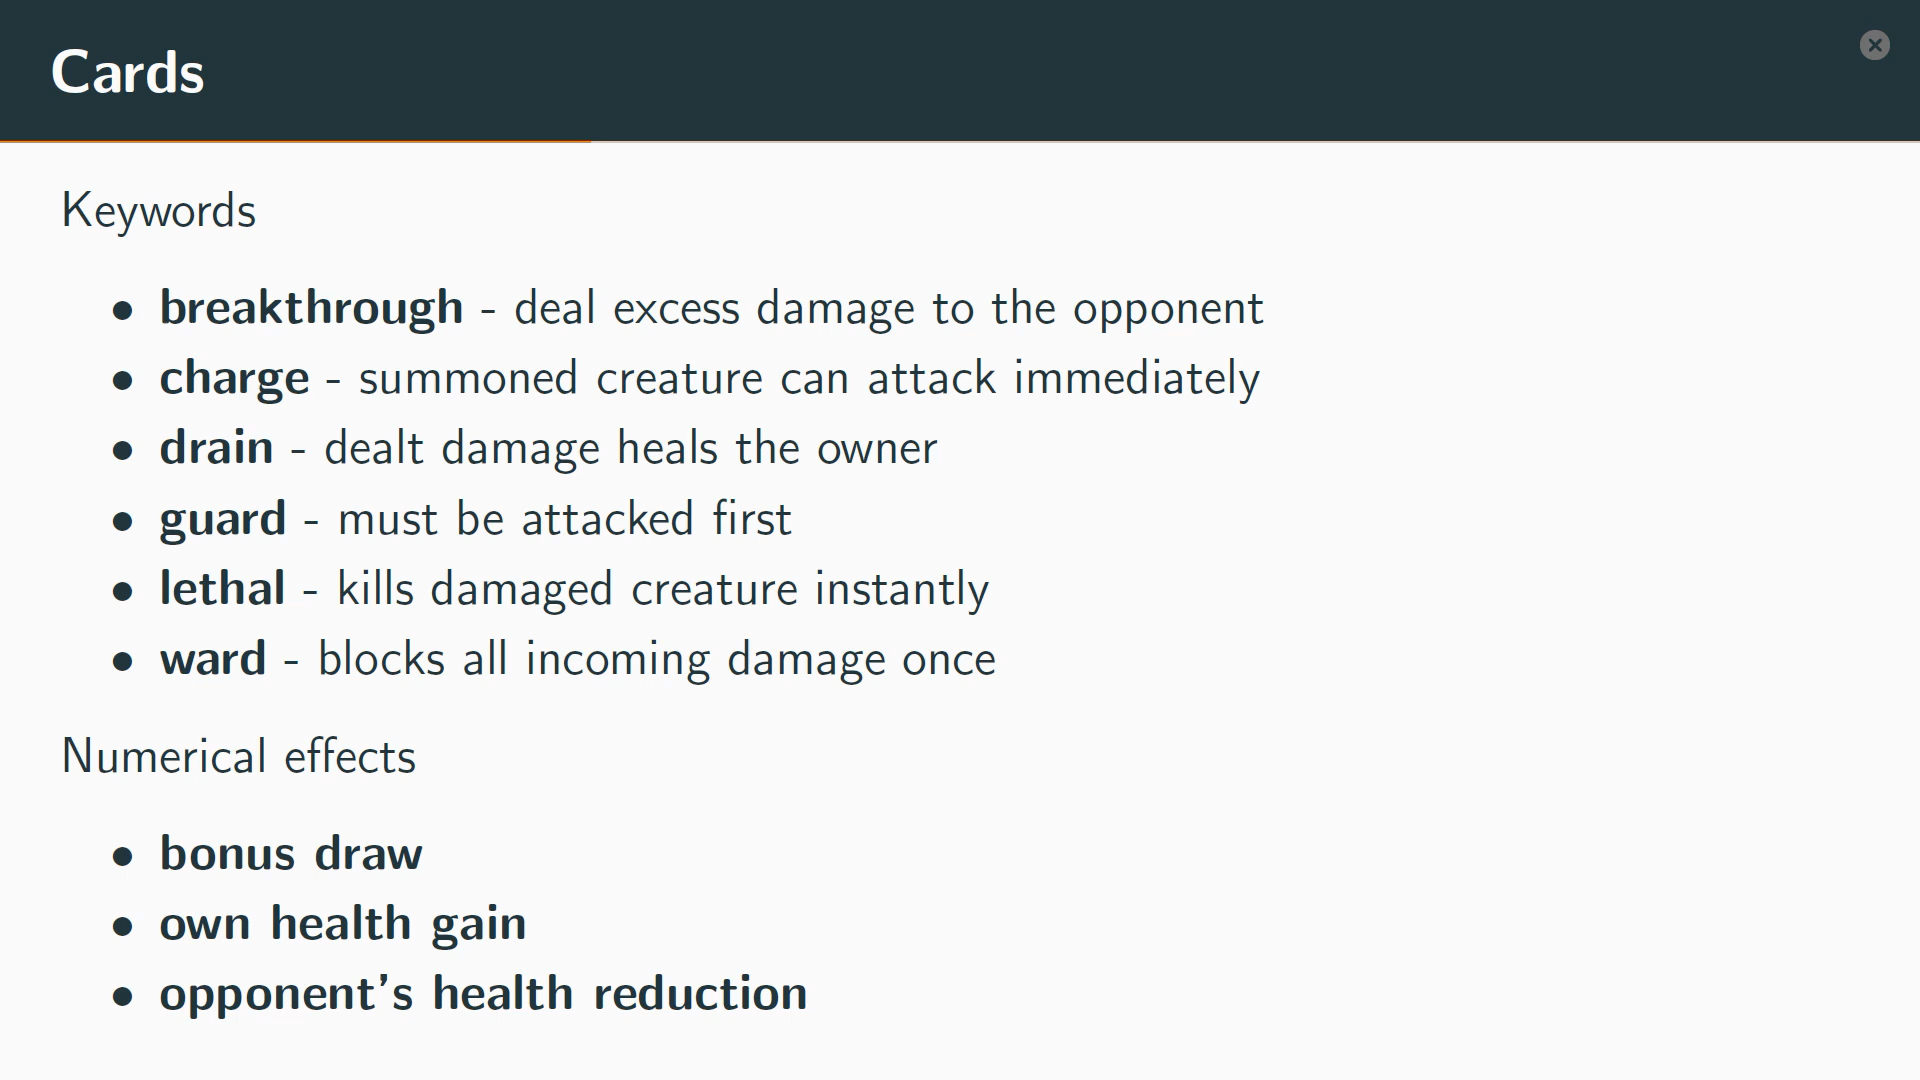 Cards
Keywords
• breakthrough - deal excess damage to the opponent
• charge - summoned creature can attack immediately
• drain - dealt damage heals the owner
• guard - must be attacked first
• lethal - kills damaged creature instantly
• ward - blocks all incoming damage once
Numerical effects
• bonus draw
• own health gain
• opponent’s health reduction